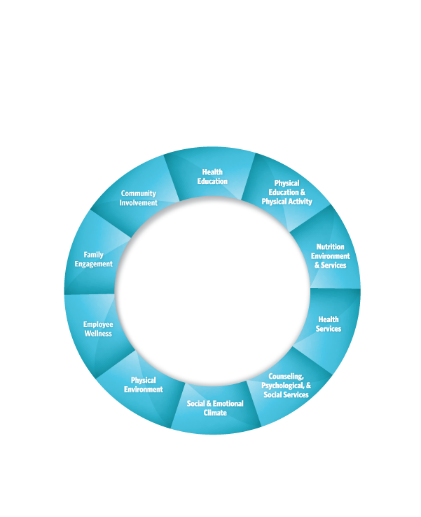 Health
Education
Physical
Education &
Physical Activity
Nutrition
Environment
& Services
Health
Services
Counseling,
Psychological, &
Social Services
Social & Emotional
Climate
Physical
Environment
Employee
Wellness
Family
Engagement
Community
Involvement